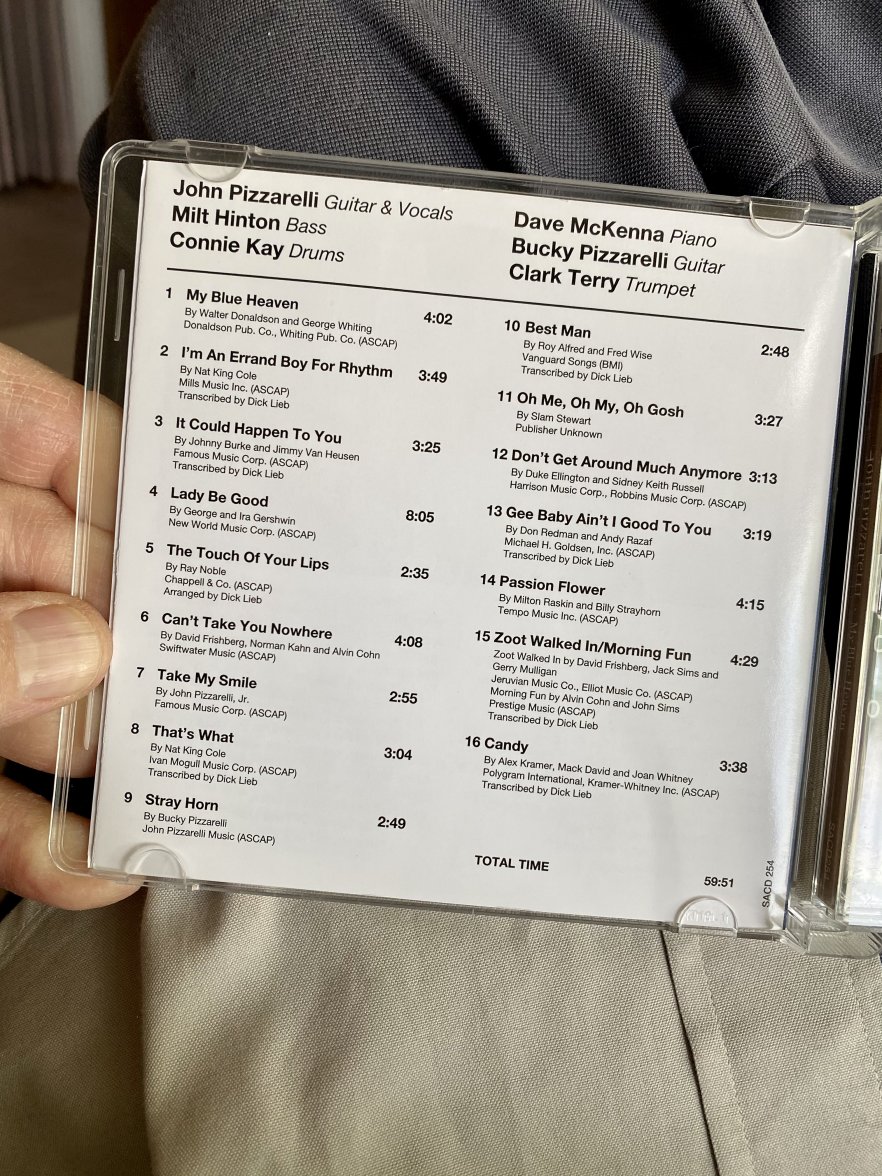 John Pizzarelli Guitar & Vocals
Milt Hinton Bass
Connie Kay Drums
Dave McKenna Piano
Bucky Pizzarelli Guitar
Clark Terry Trumpet
1 My Blue Heaven 4:02
By Walter Donaldson and George Whiting
Donaldson Pub. Co., Whiting Pub. Co. (ASCAP)
2 I'm An Errand Boy For Rhythm 3:49
By Nat King Cole
Mills Music Inc. (ASCAP)
Transcribed by Dick Lieb
3 It Could Happen To You 3:25
By Johnny Burke and Jimmy Van Heusen
Famous Music Corp. (ASCAP)
Transcribed by Dick Lieb
4 Lady Be Good 8:05
By George and Ira Gershwin
New World Music Corp. (ASCAP)
5 The Touch Of Your Lips 2:35
By Ray Noble
Chappell & Co. (ASCAP)
Arranged by Dick Lieb
6 Can't Take You Nowhere 4:08
By David Frishberg, Norman Kahn and Alvin Cohn
Swiftwater Music (ASCAP)
7 Take My Smile 2:55
By John Pizzarelli, Jr.
Famous Music Corp. (ASCAP)
8 That's What 3:04
By Nat King Cole
Ivan Mogull Music Corp. (ASCAP)
Transcribed by Dick Lieb
9 Stray Horn 2:49
By Bucky Pizzarelli
John Pizzarelli Music (ASCAP)
10 Best Man 2:48
By Roy Alfred and Fred Wise
Vanguard Songs (BMI)
Transcribed by Dick Lieb
11 Oh Me, Oh My, Oh Gosh 3:27
By Slam Stewart
Publisher Unknown
12 Don't Get Around Much Anymore 3:13
By Duke Ellington and Sidney Keith Russell
Harrison Music Corp., Robbins Music Corp. (ASCAP)
13 Gee Baby Ain't I Good To You 3:19
By Don Redman and Andy Razaf
Michael H. Goldsen, Inc. (ASCAP)
Transcribed by Dick Lieb
14 Passion Flower 4:15
By Milton Raskin and Billy Strayhorn
Tempo Music Inc. (ASCAP)
15 Zoot Walked In/Morning Fun 4:29
Zoot Walked In by David Frishberg, Jack Sims and
Gerry Mulligan
Jeruvian Music Co., Elliot Music Co. (ASCAP)
Morning Fun by Alvin Cohn and John Sims
Prestige Music (ASCAP)
Transcribed by Dick Lieb
16 Candy 3:38
By Alex Kramer, Mack David and Joan Whitney
Polygram International, Kramer-Whitney Inc. (ASCAP)
Transcribed by Dick Lieb
TOTAL TIME 59:51
SACD 254
JOHN PIZZARELLI My Blue Heaven